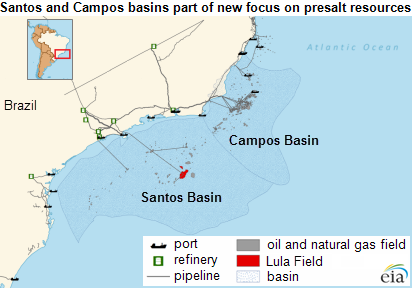 Santos and Campos basins part of new focus on presalt resources
Atlantic Ocean
Brazil
Campos Basin
Santos Basin
port
oil and natural gas field
refinery
Lula Field
pipeline
basin
eia